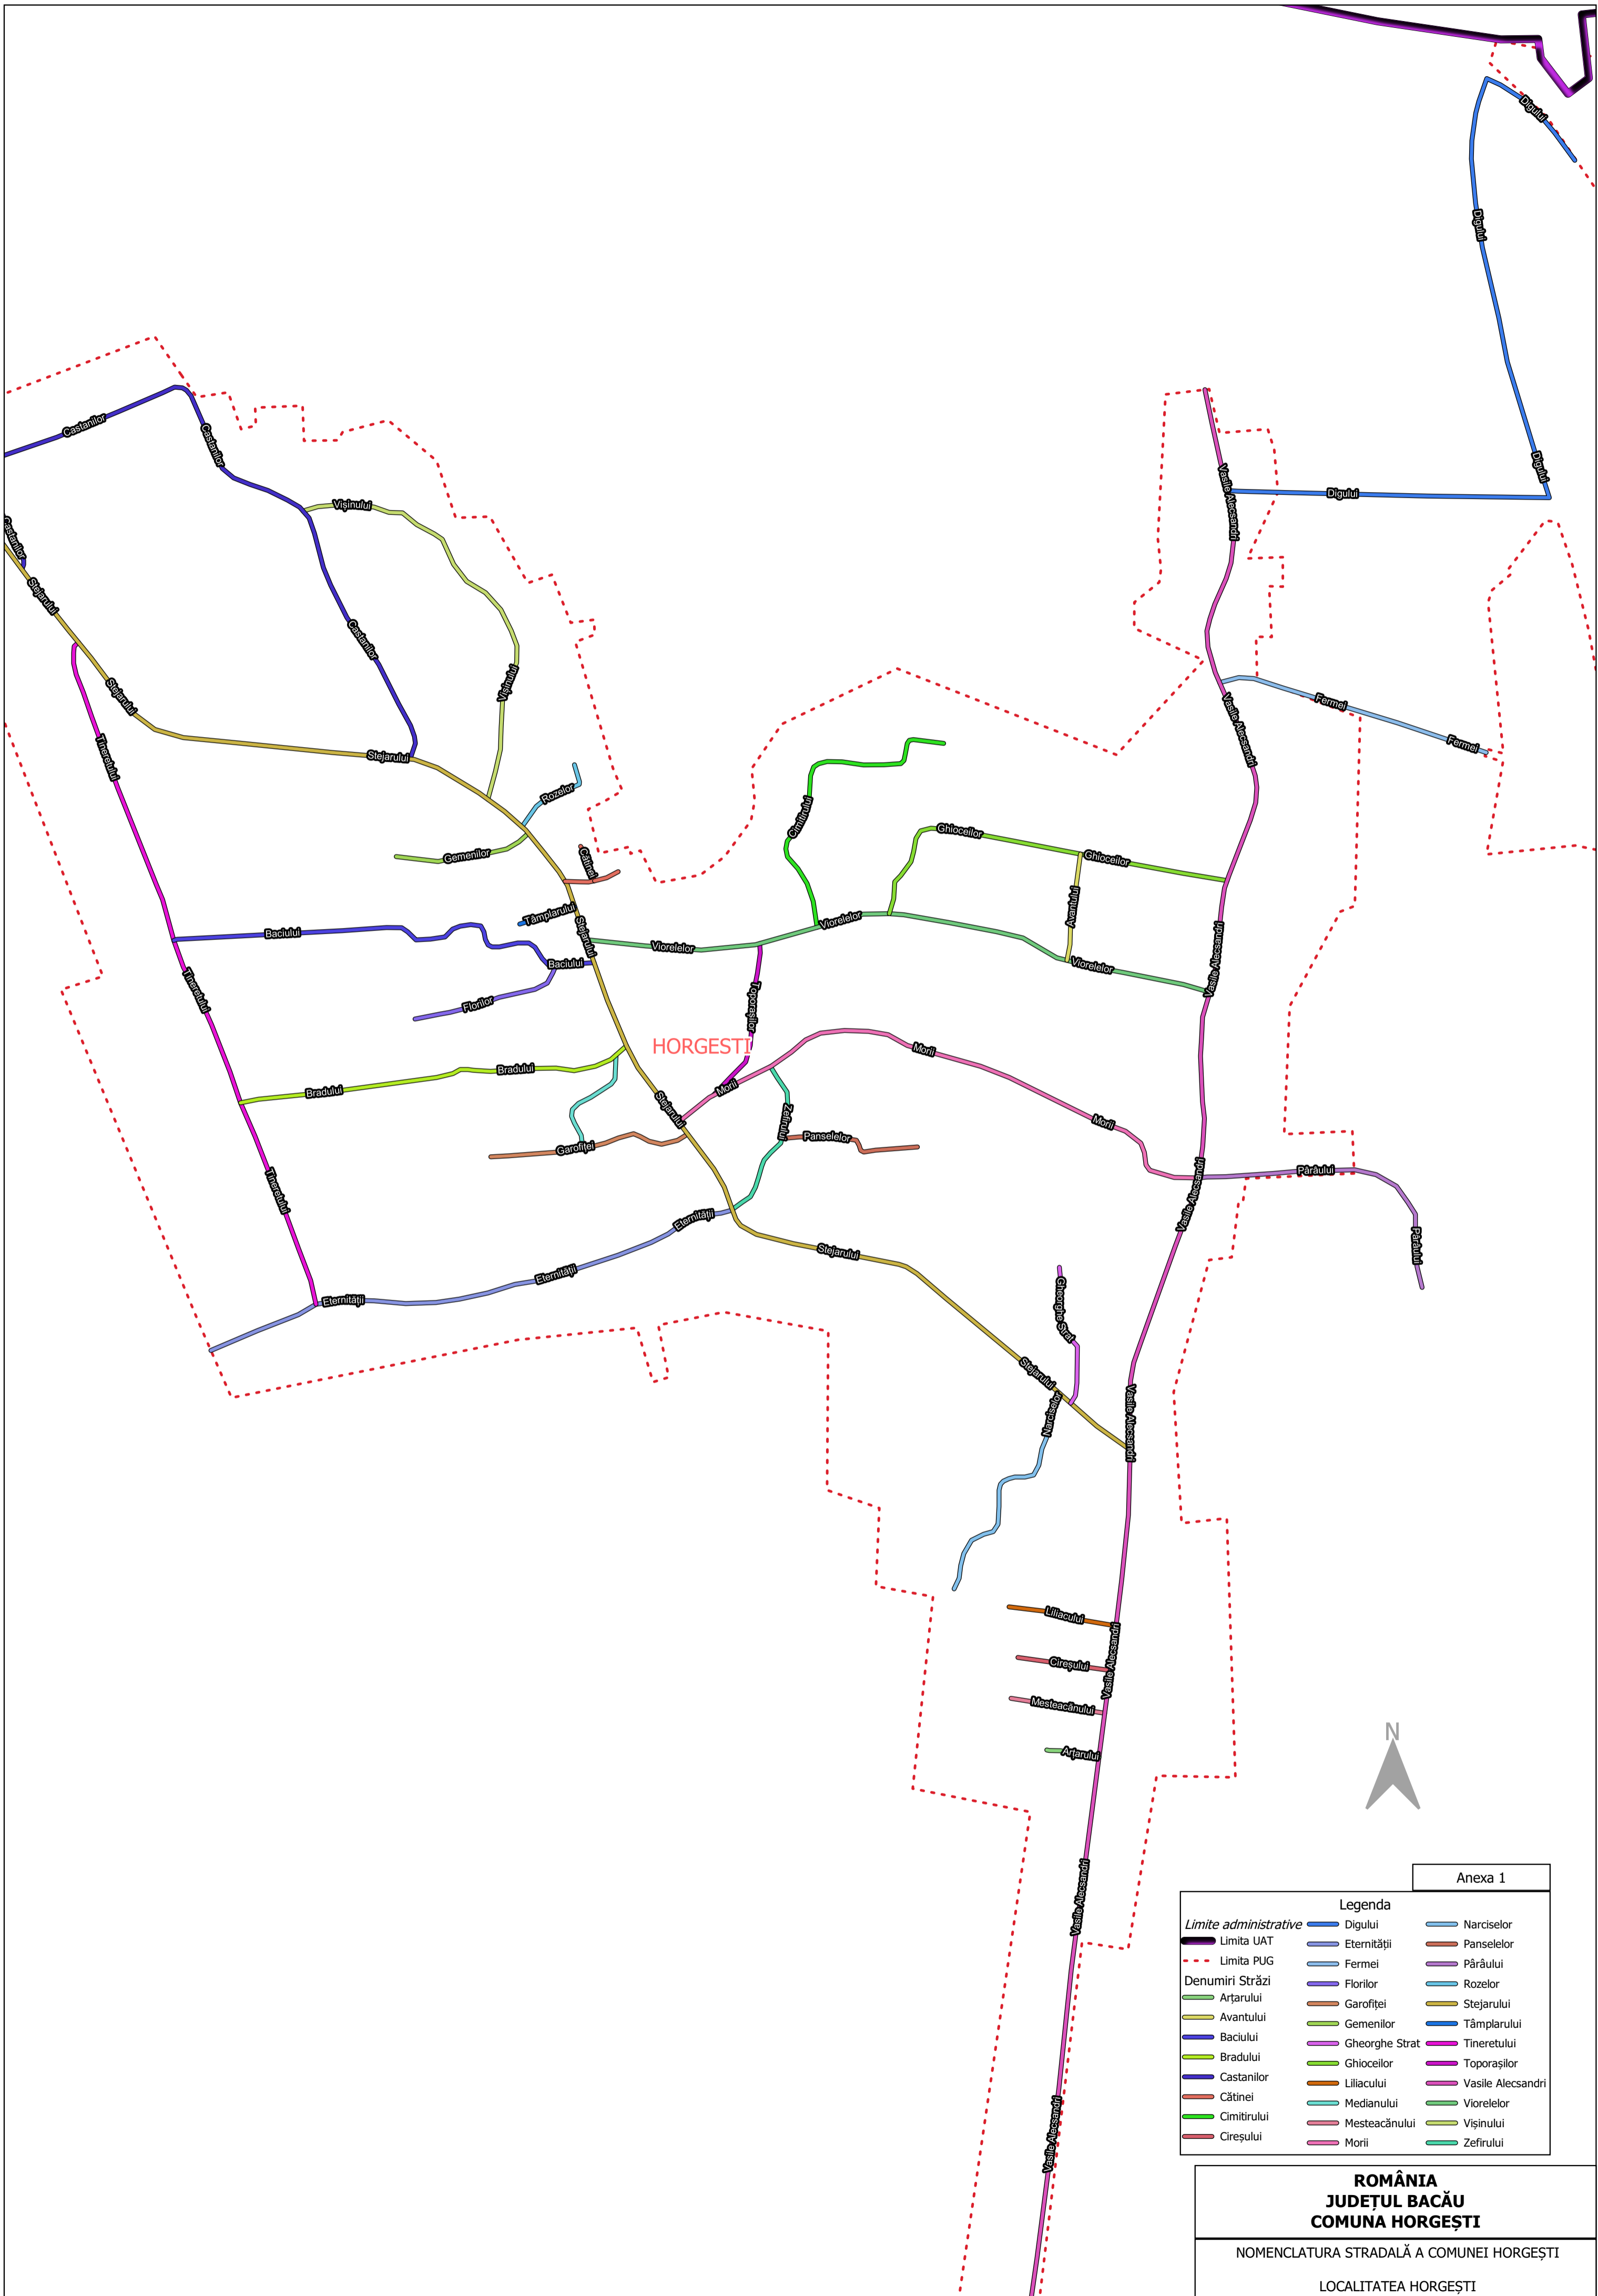 Digului
Digului
Castanilor
Castanilor
Vasile Alecsandri
Digului
Digului
Vișinului
Castanilor
Stejarului
Castanilor
Vișinului
Stejarului
Fermei
Vasile Alecsandri
Fermei
Tineretului
Stejarului
Rozelor
Cimitirului
Ghioceilor
Gemenilor
Cătinei
Ghioceilor
Avantului
Tâmplarului
Viorelelor
Baciului
Stejarului
Viorelelor
Vasile Alecsandri
Baciului
Viorelelor
Tineretului
Florilor
Toporașilor
HORGESTI
Morii
Bradului
Bradului
Morii
Stejarului
Zefirului
Morii
Garofiței
Panselelor
Pârâului
Tineretului
Vasile Alecsandri
Eternității
Stejarului
Pârâului
Eternității
Eternității
Gheorghe Strat
Stejarului
Narciselor
Vasile Alecsandri
Liliacului
Cireșului
Vasile Alecsandri
Mesteacănului
Arțarului
N
Vasile Alecsandri
Vasile Alecsandri
Anexa 1
Legenda
Limite administrative
Limita UAT
Limita PUG
Denumiri Străzi
Arțarului
Avantului
Baciului
Bradului
Castanilor
Cătinei
Cimitirului
Cireșului
Digului
Eternității
Fermei
Florilor
Garofiței
Gemenilor
Gheorghe Strat
Ghioceilor
Liliacului
Medianului
Mesteacănului
Morii
Narciselor
Panselelor
Pârâului
Rozelor
Stejarului
Tâmplarului
Tineretului
Toporașilor
Vasile Alecsandri
Viorelelor
Vișinului
Zefirului
ROMÂNIA
JUDEȚUL BACĂU
COMUNA HORGEȘTI
NOMENCLATURA STRADALĂ A COMUNEI HORGEȘTI
LOCALITATEA HORGEȘTI